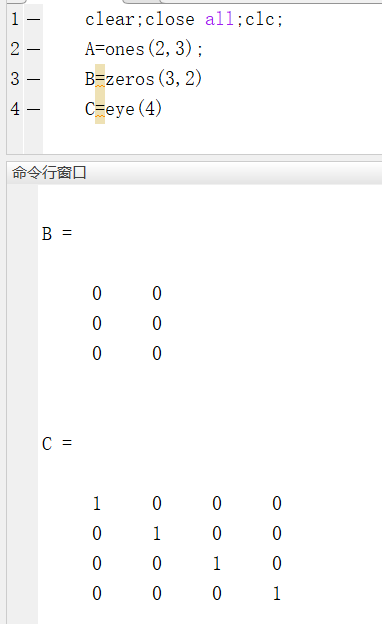 1 — clear;close all;clc;
2 — A=ones(2,3);
3 — B=zeros(3,2)
4 — C=eye(4)
命令行窗口
B =
0 0
0 0
0 0
C =
1 0 0 0
0 1 0 0
0 0 1 0
0 0 0 1